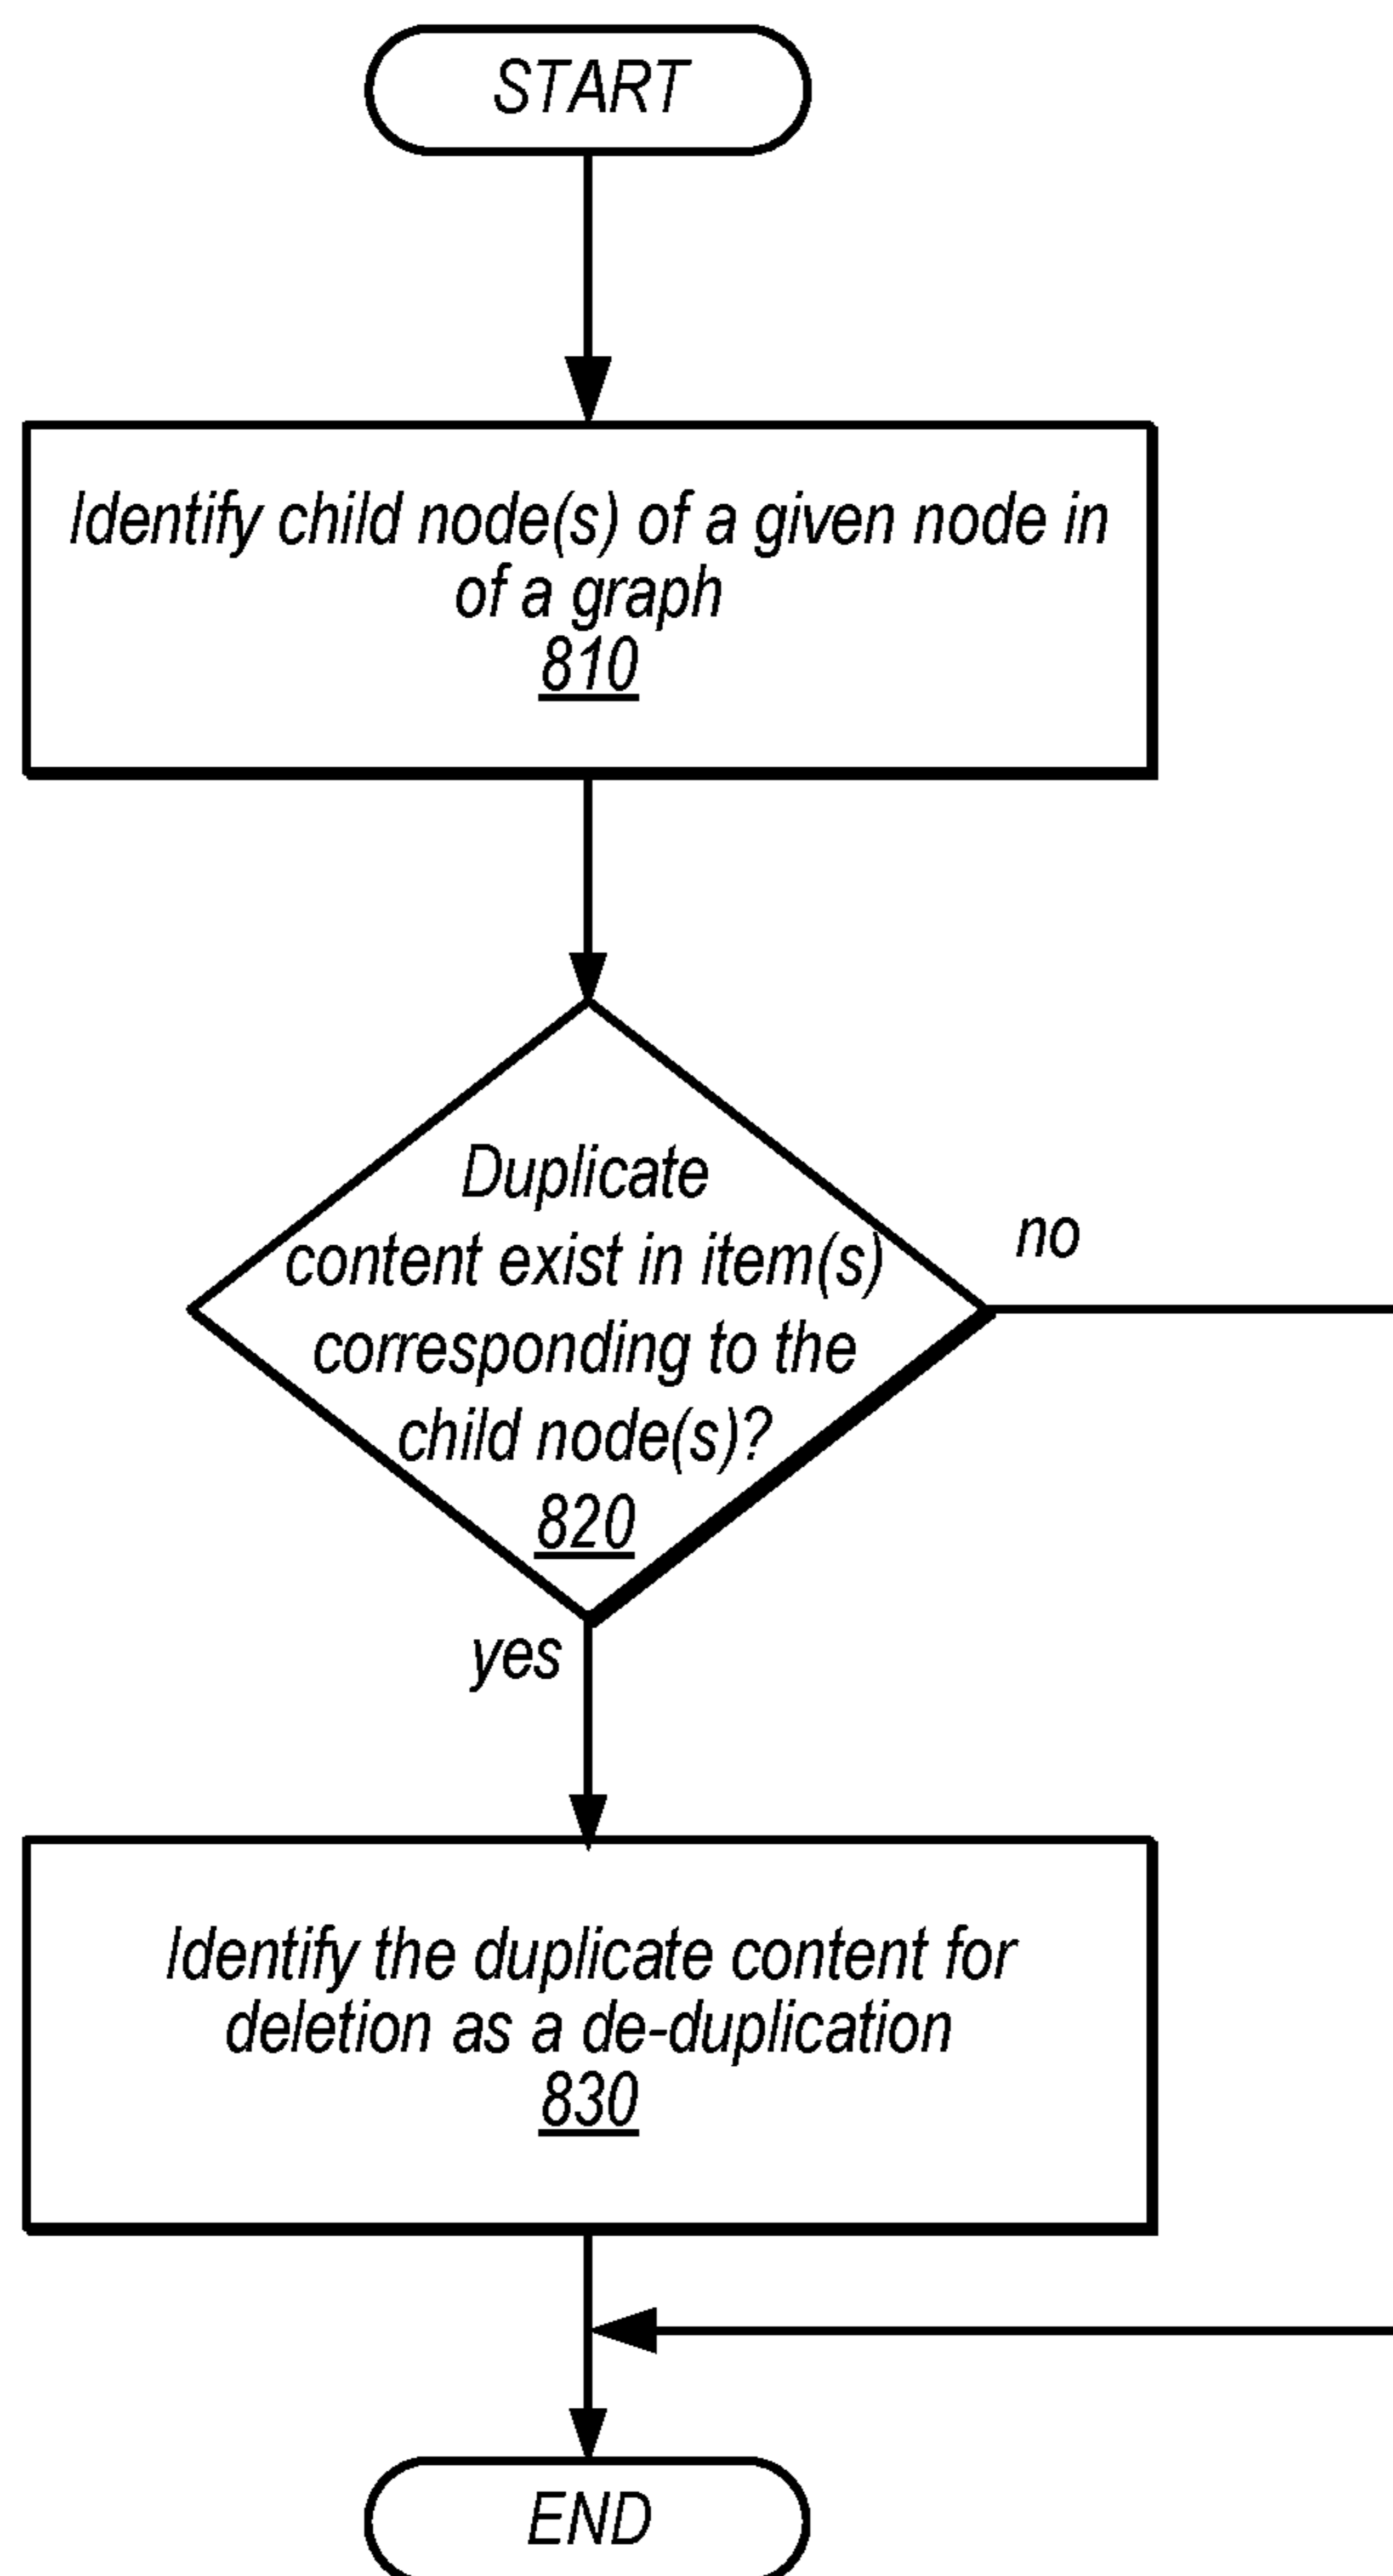 START
Identify child node(s) of a given node in
of a graph
810
Duplicate
content exist in item(s)
corresponding to the
child node(s)?
820
no
yes
Identify the duplicate content for
deletion as a de-duplication
830
END